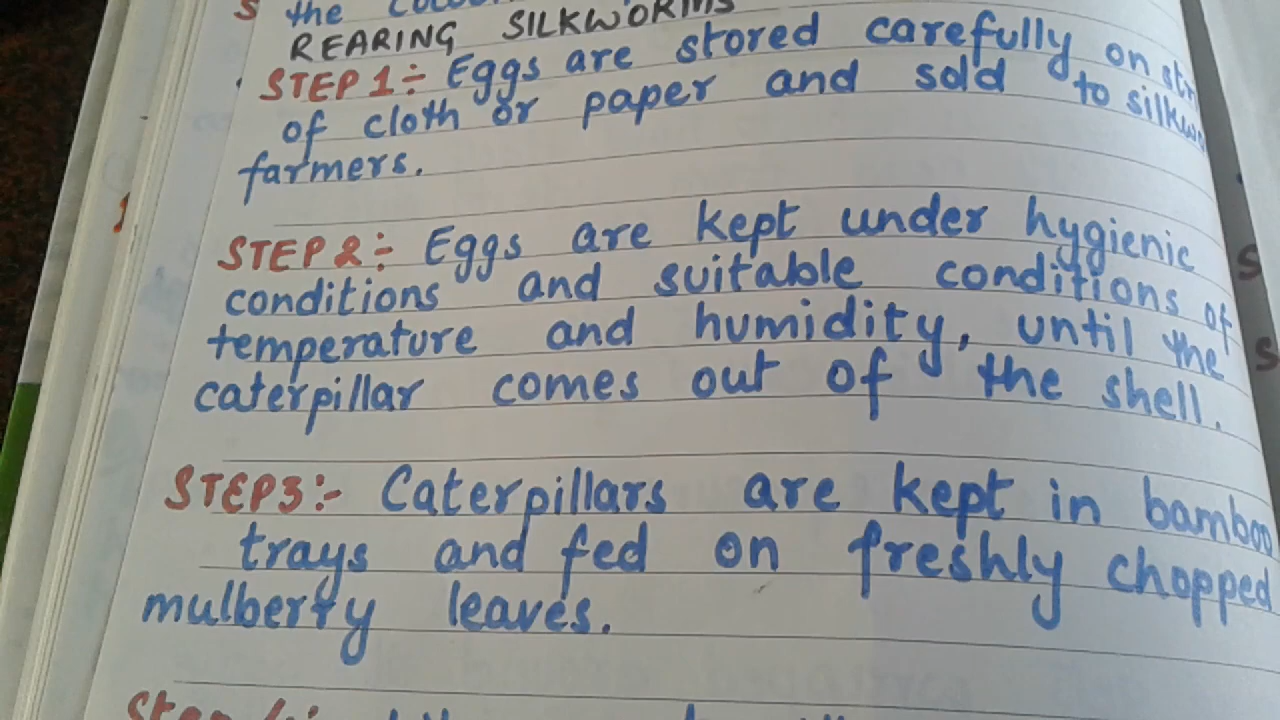 S the
REARING SILKWORMS
STEP 1÷ Eggs are stored carefully on
of cloth or paper and sold to
farmers.
STEP 2÷ Eggs are kept under hygienic
conditions and suitable conditions of
temperature and humidity, until the
caterpillar comes out of the shell.
STEP3:- Caterpillars are kept in bamboo
trays and fed on freshly chopped
mulberry leaves.